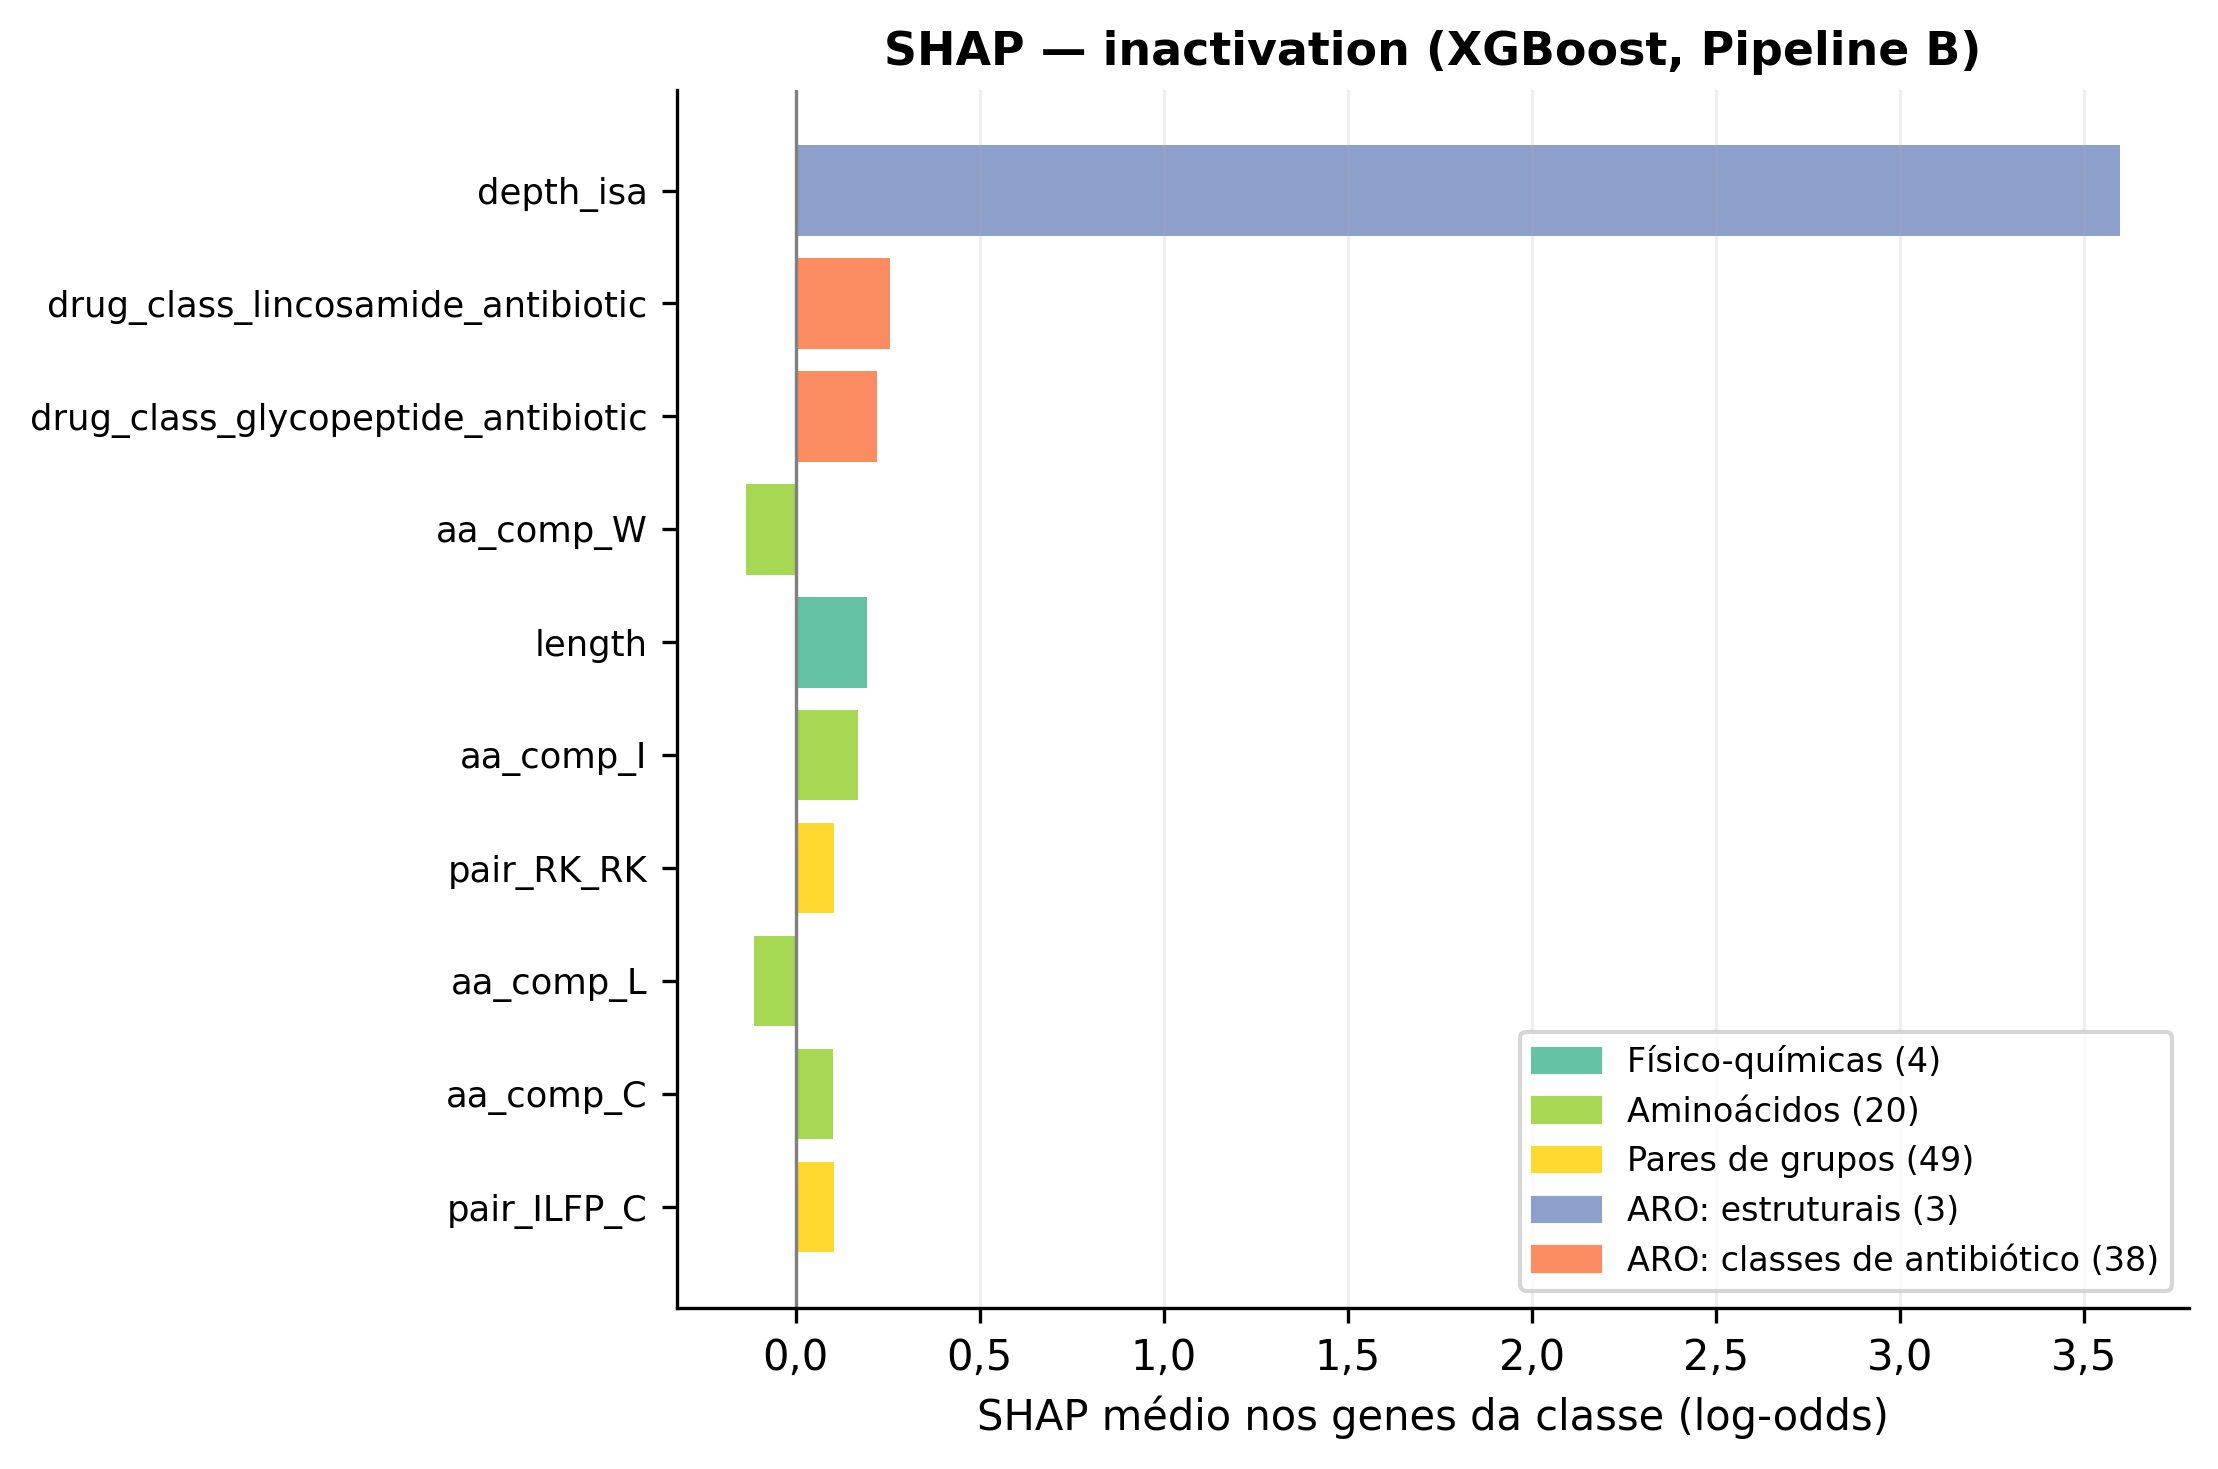 SHAP — inactivation (XGBoost, Pipeline B)
depth_isa
drug_class_lincosamide_antibiotic
drug_class_glycopeptide_antibiotic
aa_comp_W
length
aa_comp_I
pair_RK_RK
aa_comp_L
aa_comp_C
pair_ILFP_C
Físico-químicas (4)
Aminoácidos (20)
Pares de grupos (49)
ARO: estruturais (3)
ARO: classes de antibiótico (38)
0,0 0,5 1,0 1,5 2,0 2,5 3,0 3,5
SHAP médio nos genes da classe (log-odds)